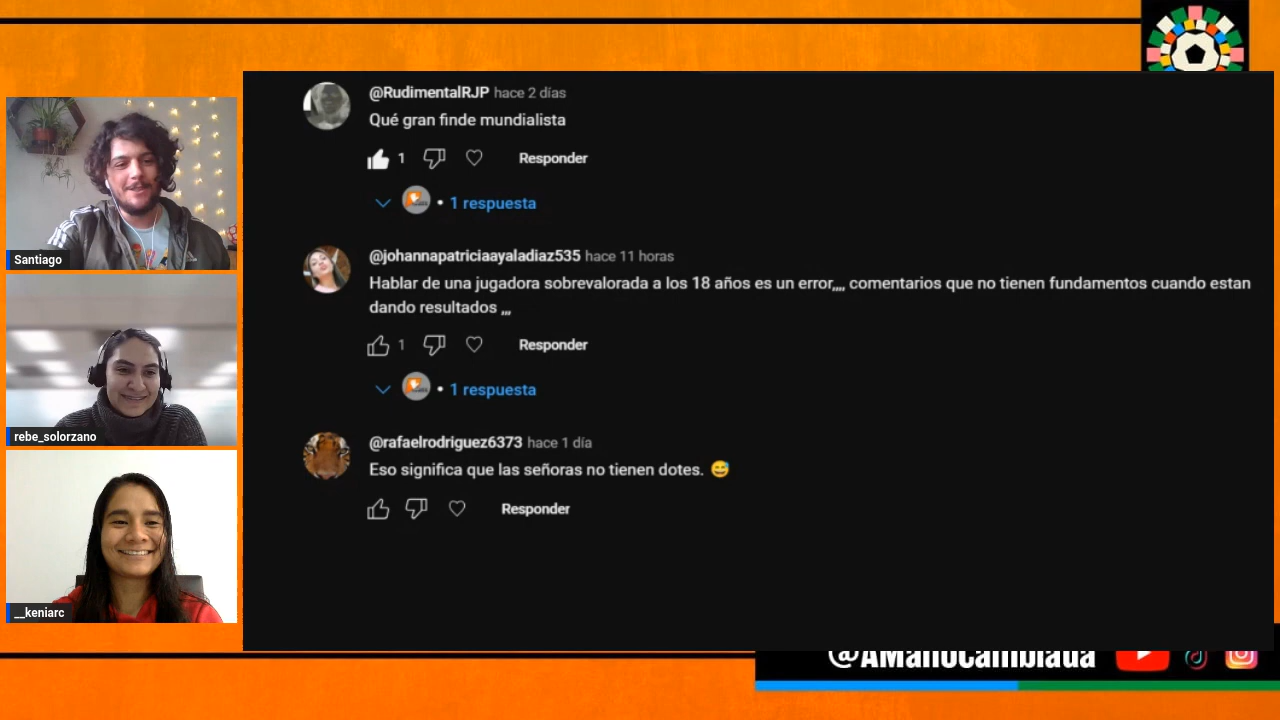 @RudimentalRJP hace 2 días
Qué gran finde mundialista
1 Responder
• 1 respuesta
@johannapatriciaayaladiaz535 hace 11 horas
Hablar de una jugadora sobrevalorada a los 18 años es un error,,,, comentarios que no tienen fundamentos cuando estan
dando resultados ,,,
1 Responder
• 1 respuesta
@rafaelrodriguez6373 hace 1 día
Eso significa que las señoras no tienen dotes. 😅
Responder
Santiago
rebe_solorzano
__keniarc
@AManoCambiada